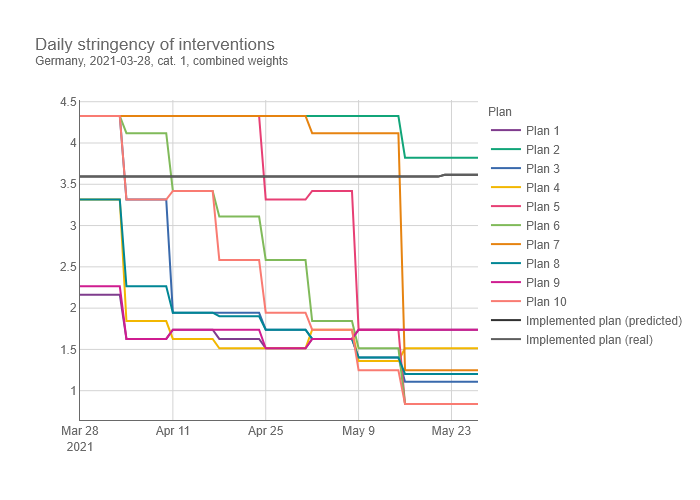 Daily stringency of interventions
Germany, 2021-03-28, cat. 1, combined weights
4.5
4
3.5
3
2.5
2
1.5
1
Mar 28
2021
Apr 11
Apr 25
May 9
May 23
Plan
Plan 1
Plan 2
Plan 3
Plan 4
Plan 5
Plan 6
Plan 7
Plan 8
Plan 9
Plan 10
Implemented plan (predicted)
Implemented plan (real)